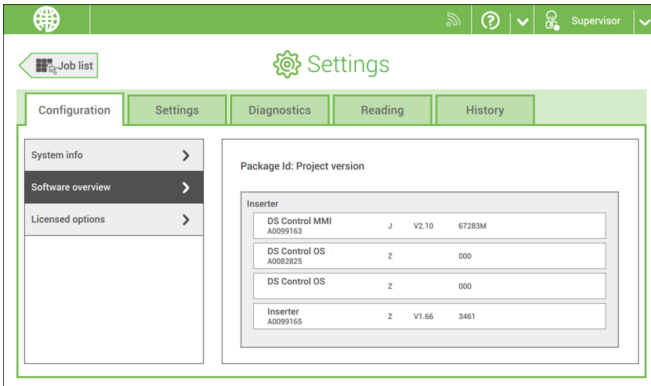 Supervisor
Job list
Settings
Configuration
Settings
Diagnostics
Reading
History
System info
Software overview
Licensed options
Package Id: Project version
Inserter
DS Control MMI J V2.10 67283M
A0099163
DS Control OS Z 000
A0082825
DS Control OS Z 000
Inserter Z V1.66 3461
A0099165